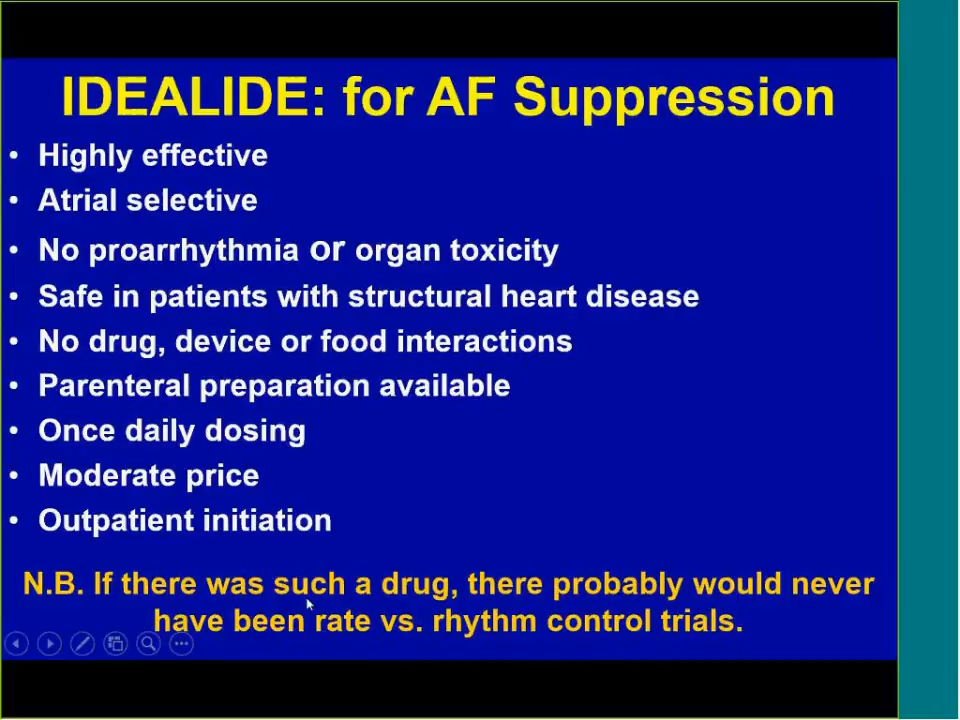 IDEALIDE: for AF Suppression
• Highly effective
• Atrial selective
• No proarrhythmia or organ toxicity
• Safe in patients with structural heart disease
• No drug, device or food interactions
• Parenteral preparation available
• Once daily dosing
• Moderate price
• Outpatient initiation
N.B. If there was such a drug, there probably would never
have been rate vs. rhythm control trials.